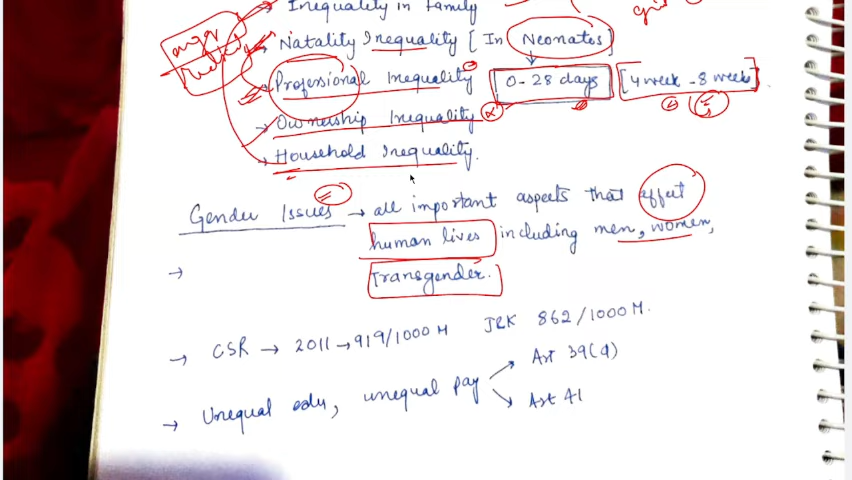 Inequality in Family
Natality Inequality [In Neonates]
Professional Inequality [0-28 days] [4 week - 8 week]
Ownership Inequality
Household Inequality.
Gender Issues → all important aspects that effect
human lives including men, women,
Transgender.
→
→ CSR → 2011 → 919/1000 M J&K 862/1000 M.
→ Unequal edu, unequal pay → Art 39(d)
→ Art 41